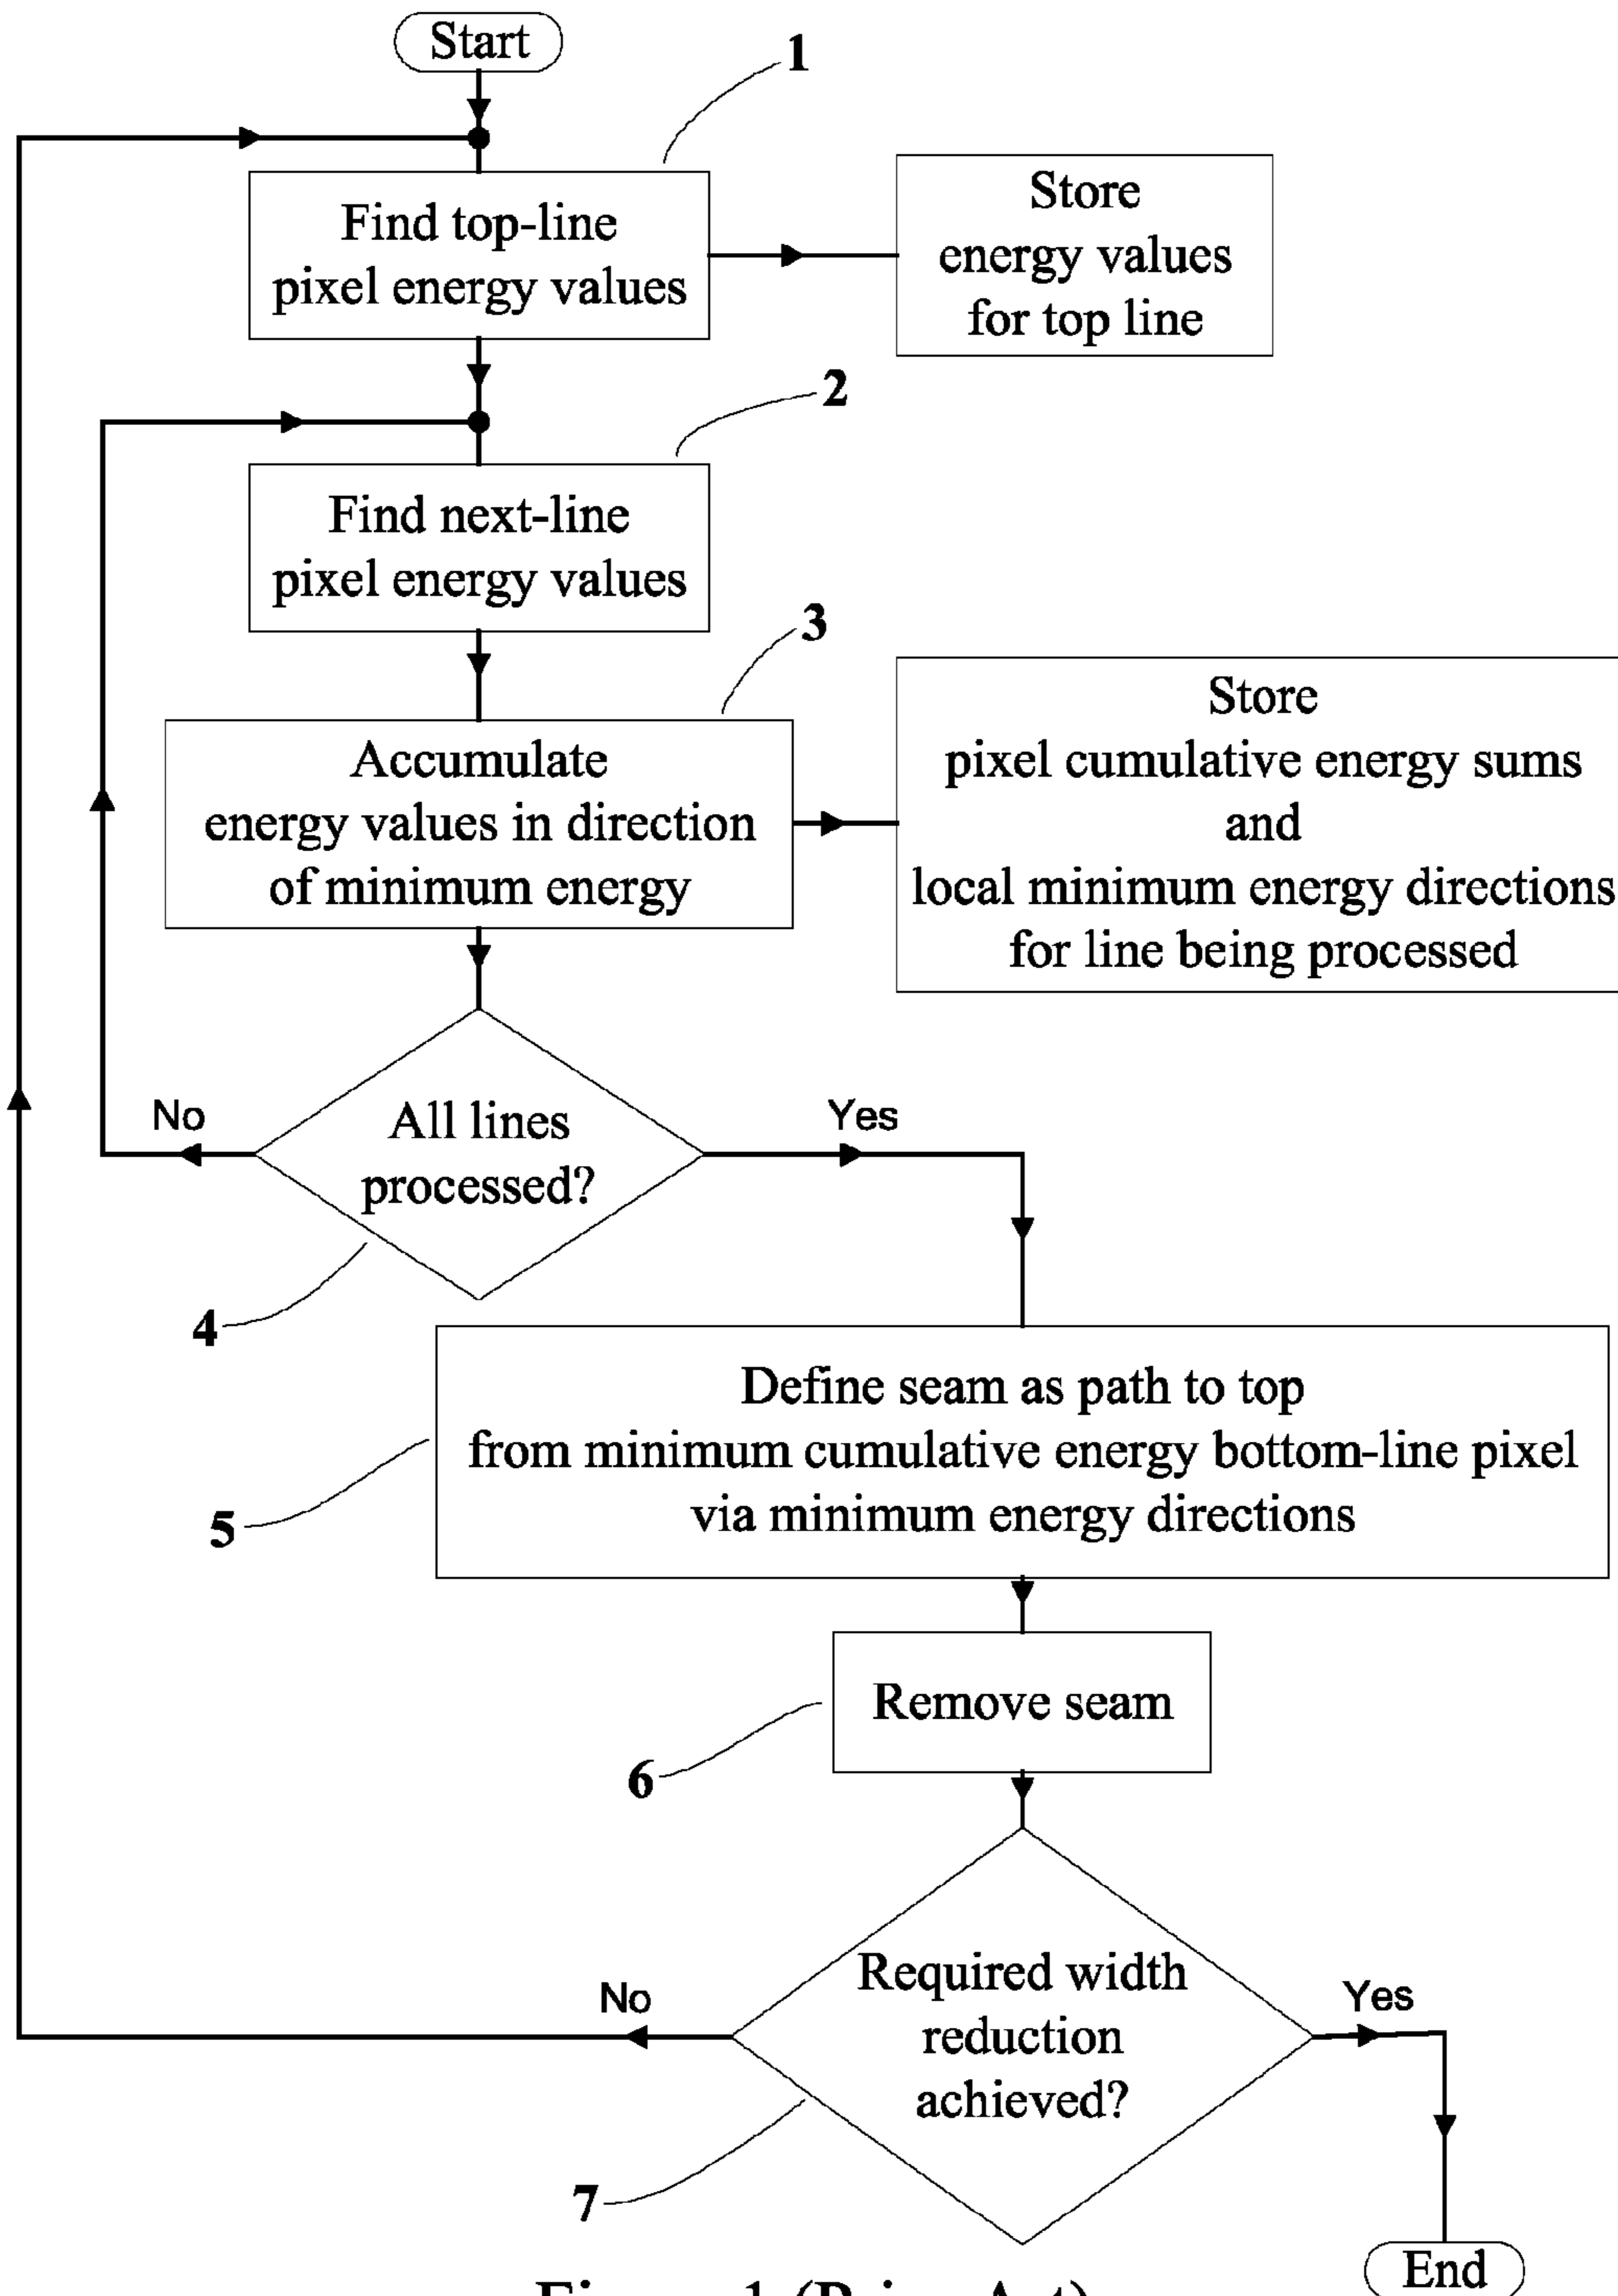 Start
1
Find top-line
pixel energy values
Store
energy values
for top line
2
Find next-line
pixel energy values
3
Accumulate
energy values in direction
of minimum energy
Store
pixel cumulative energy sums
and
local minimum energy directions
for line being processed
No
All lines
processed?
Yes
4
Define seam as path to top
from minimum cumulative energy bottom-line pixel
via minimum energy directions
5
Remove seam
6
No
Required width
reduction
achieved?
Yes
7
End
Figure 1 (Prior Art)